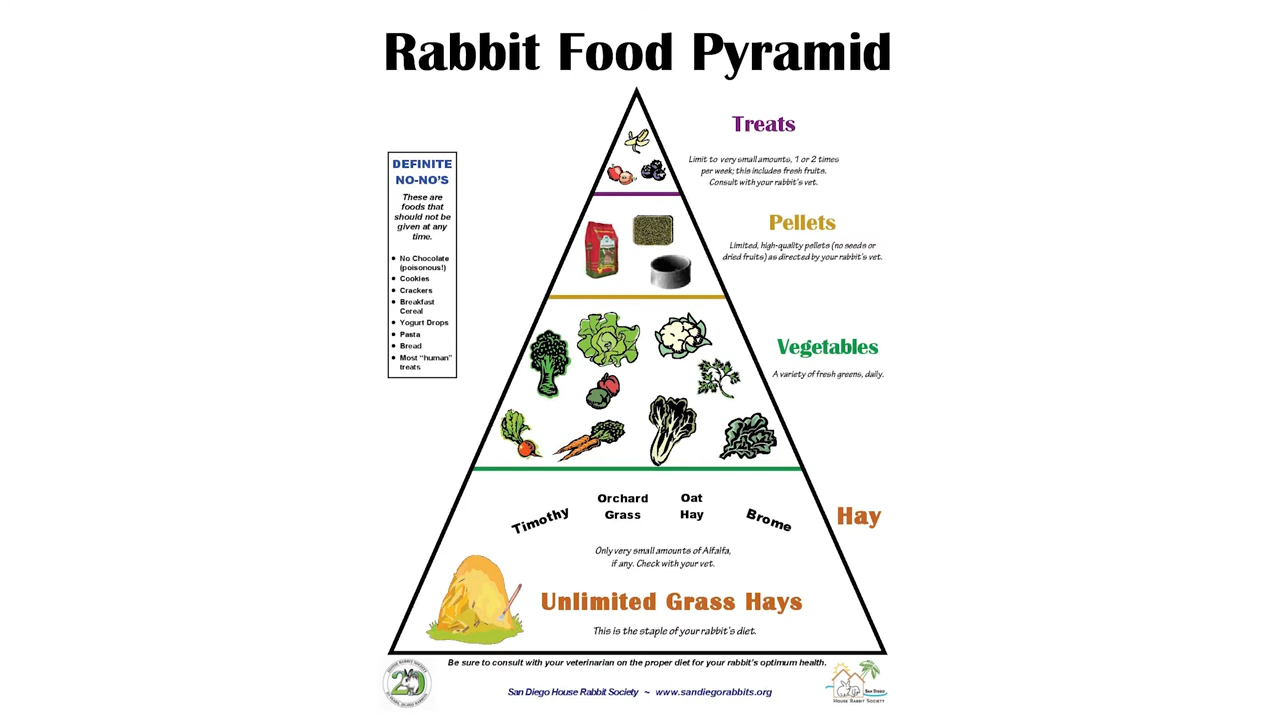 Rabbit Food Pyramid
Treats
Limit to very small amounts, 1 or 2 times
per week; this includes fresh fruits.
Consult with your rabbit's vet.
DEFINITE
NO-NO'S
These are
foods that
should not be
given at any
time.
• No Chocolate
(poisonous!)
• Cookies
• Crackers
• Breakfast
Cereal
• Yogurt Drops
• Pasta
• Bread
• Most "human"
treats
Pellets
Limited, high-quality pellets (no seeds or
dried fruits) as directed by your rabbit's vet.
Vegetables
A variety of fresh greens, daily.
Timothy
Orchard
Grass
Oat
Hay
Brome
Hay
Only very small amounts of Alfalfa,
if any. Check with your vet.
Unlimited Grass Hays
This is the staple of your rabbit's diet.
Be sure to consult with your veterinarian on the proper diet for your rabbit's optimum health.
San Diego House Rabbit Society ~ www.sandiegorabbits.org
HOUSE RABBIT SOCIETY
20
San Diego
HOUSE RABBIT SOCIETY